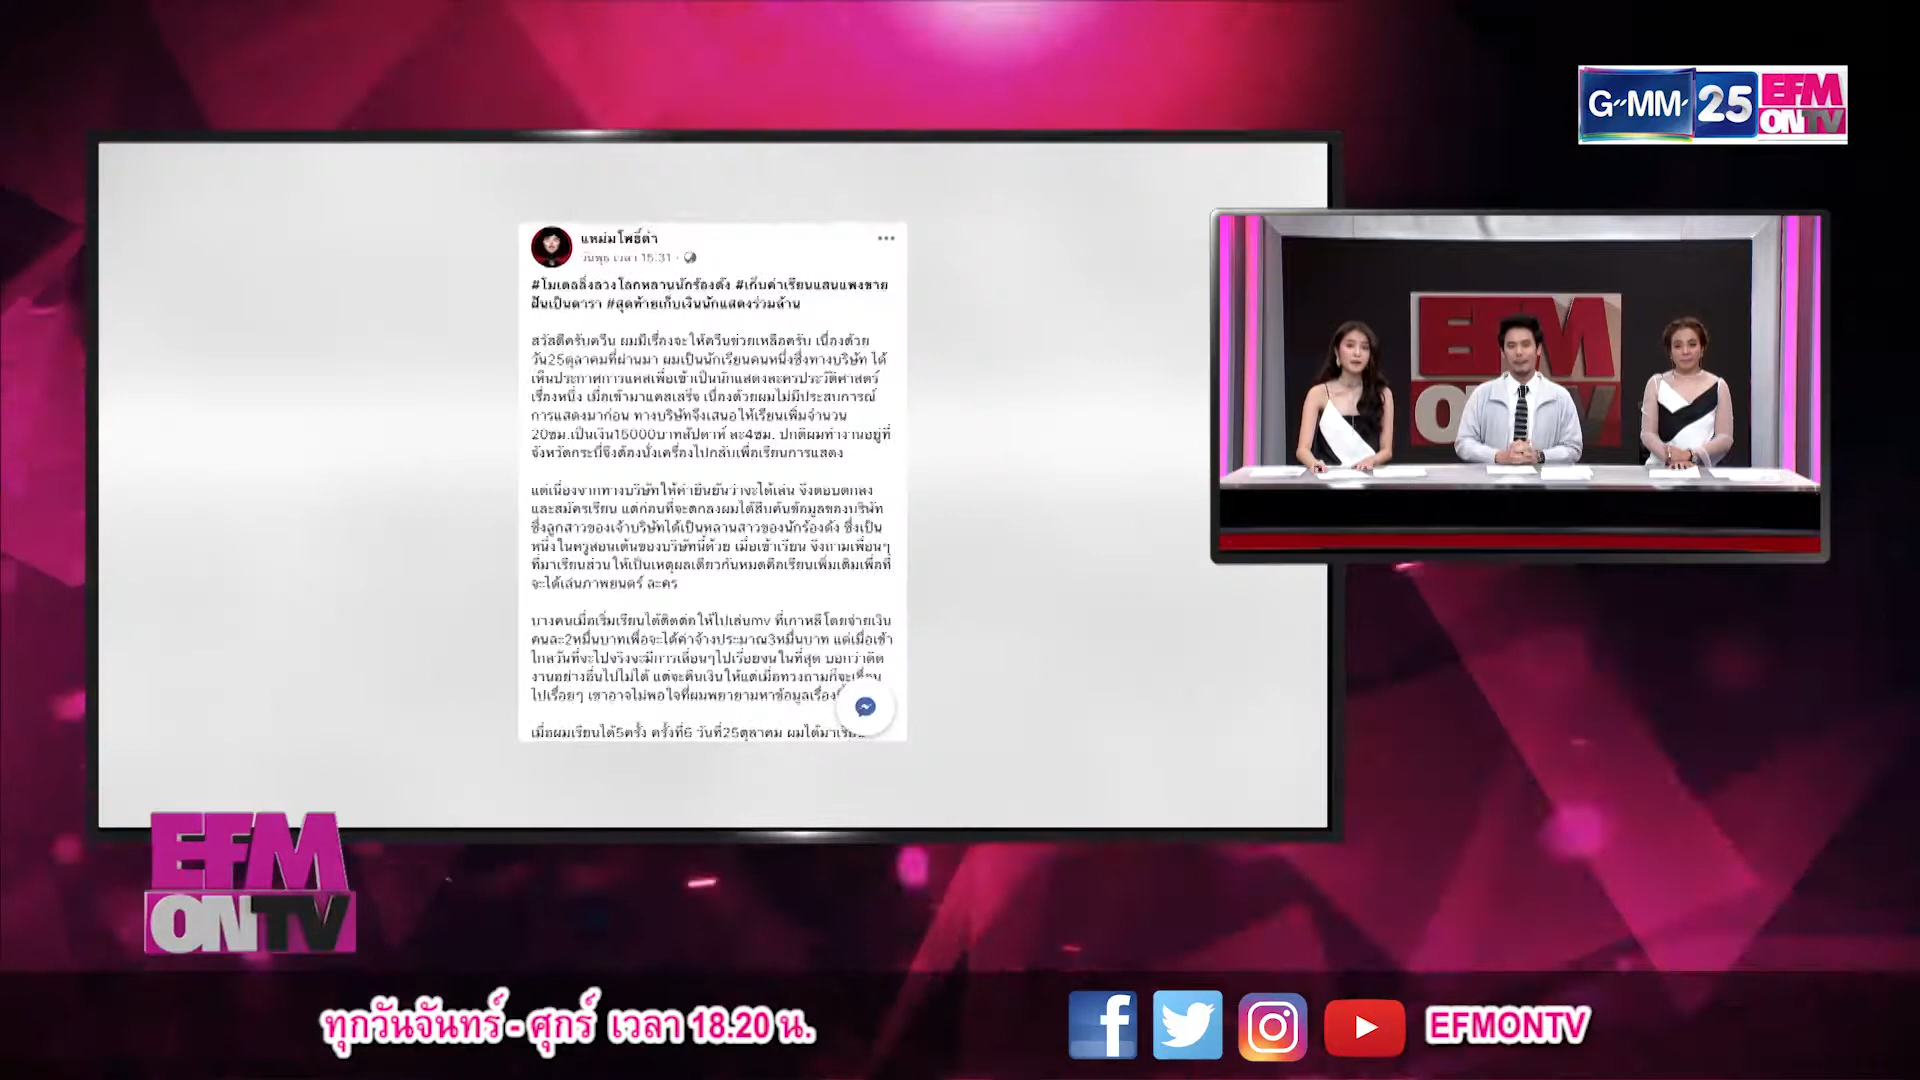 G-MM- 25 EFM ONTV
แหม่มโพธิ์ดำ
วันพุธ เวลา 15:31
#โมเดลลิ่งลวงโลกหลานนักร้องดัง #เก็บค่าเรียนแสนแพงขาย
ฝันเป็นดารา #สุดท้ายเก็บเงินนักแสดงร่วมล้าน
สวัสดีครับควีน ผมมีเรื่องจะให้ควีนช่วยเหลือครับ เนื่องด้วย
วัน25ตุลาคมที่ผ่านมา ผมเป็นนักเรียนคนหนึ่งซึ่งทางบริษัท ได้
เห็นประกาศการแคสเพื่อเข้าเป็นนักแสดงละครประวัติศาสตร์
เรื่องหนึ่ง เมื่อเข้ามาแคสเสร็จ เนื่องด้วยผมไม่มีประสบการณ์
การแสดงมาก่อน ทางบริษัทจึงเสนอให้เรียนเพิ่มจำนวน
20ชม.เป็นเงิน15000บาทสัปดาห์ ละ4ชม. ปกติผมทำงานอยู่ที่
จังหวัดกระบี่จึงต้องนั่งเครื่องไปกลับเพื่อเรียนการแสดง
แต่เนื่องจากทางบริษัทให้คำยืนยันว่าจะได้เล่น จึงตอบตกลง
และสมัครเรียน แต่ก่อนที่จะตกลงผมได้สืบค้นข้อมูลของบริษัท
ซึ่งลูกสาวของเจ้าบริษัทได้เป็นหลานสาวของนักร้องดัง ซึ่งเป็น
หนึ่งในครูสอนเต้นของบริษัทนี้ด้วย เมื่อเข้าเรียน จึงถามเพื่อนๆ
ที่มาเรียนส่วนให้เป็นเหตุผลเดียวกันหมดคือเรียนเพิ่มเติมเพื่อที่
จะได้เล่นภาพยนตร์ ละคร
บางคนเมื่อเริ่มเรียนได้ติดต่อให้ไปเล่นmv ที่เกาหลีโดยจ่ายเงิน
คนละ2หมื่นบาทเพื่อจะได้ค่าจ้างประมาณ3หมื่นบาท แต่เมื่อเข้า
ใกล้วันที่จะไปจริงจะมีการเลื่อนๆไปเรื่อยจนในที่สุด บอกว่าติด
งานอย่างอื่นไปไม่ได้ แต่จะคืนเงินให้แต่เมื่อทวงถามก็จะเลื่อน
ไปเรื่อยๆ เขาอาจไม่พอใจที่ผมพยายามหาข้อมูลเรื่อง
เมื่อผมเรียนได้5ครั้ง ครั้งที่6 วันที่25ตุลาคม ผมได้มาเรียน
EFM
ON
EFM
ONTV
ทุกวันจันทร์ - ศุกร์ เวลา 18.20 น.
EFMONTV